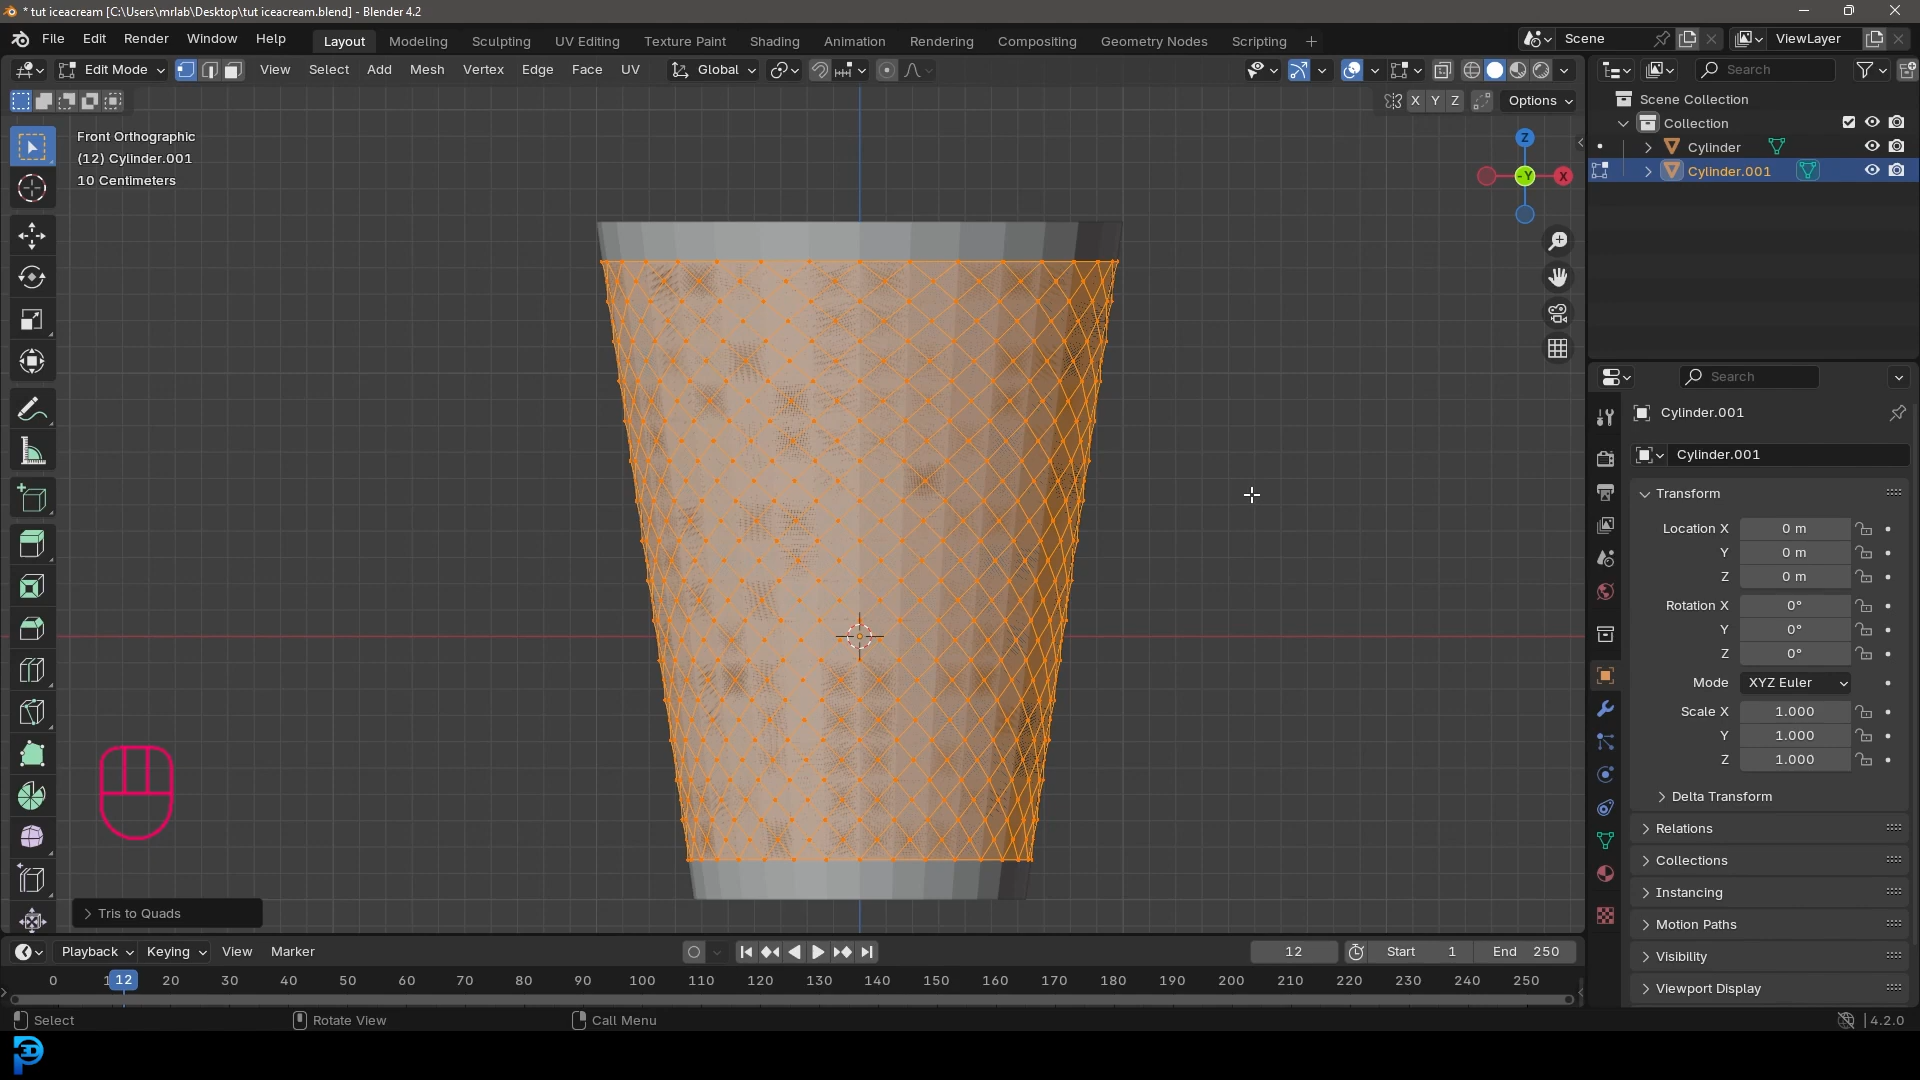 * tut iceacream [C:\Users\mrlab\Desktop\tut iceacream.blend] - Blender 4.2
File Edit Render Window Help
Layout Modeling Sculpting UV Editing Texture Paint Shading Animation Rendering Compositing Geometry Nodes Scripting +
Scene
ViewLayer
Edit Mode View Select Add Mesh Vertex Edge Face UV Global
Search
X Y Z Options
Scene Collection
Collection
Cylinder
Cylinder.001
Front Orthographic
(12) Cylinder.001
10 Centimeters
Z
-Y
X
Search
Cylinder.001
Cylinder.001
Transform
Location X 0 m
Y 0 m
Z 0 m
Rotation X 0°
Y 0°
Z 0°
Mode XYZ Euler
Scale X 1.000
Y 1.000
Z 1.000
Delta Transform
Relations
Collections
Instancing
Motion Paths
Visibility
Viewport Display
Tris to Quads
Playback Keying View Marker
12 Start 1 End 250
0 12 20 30 40 50 60 70 80 90 100 110 120 130 140 150 160 170 180 190 200 210 220 230 240 250
Select Rotate View Call Menu
4.2.0
3D